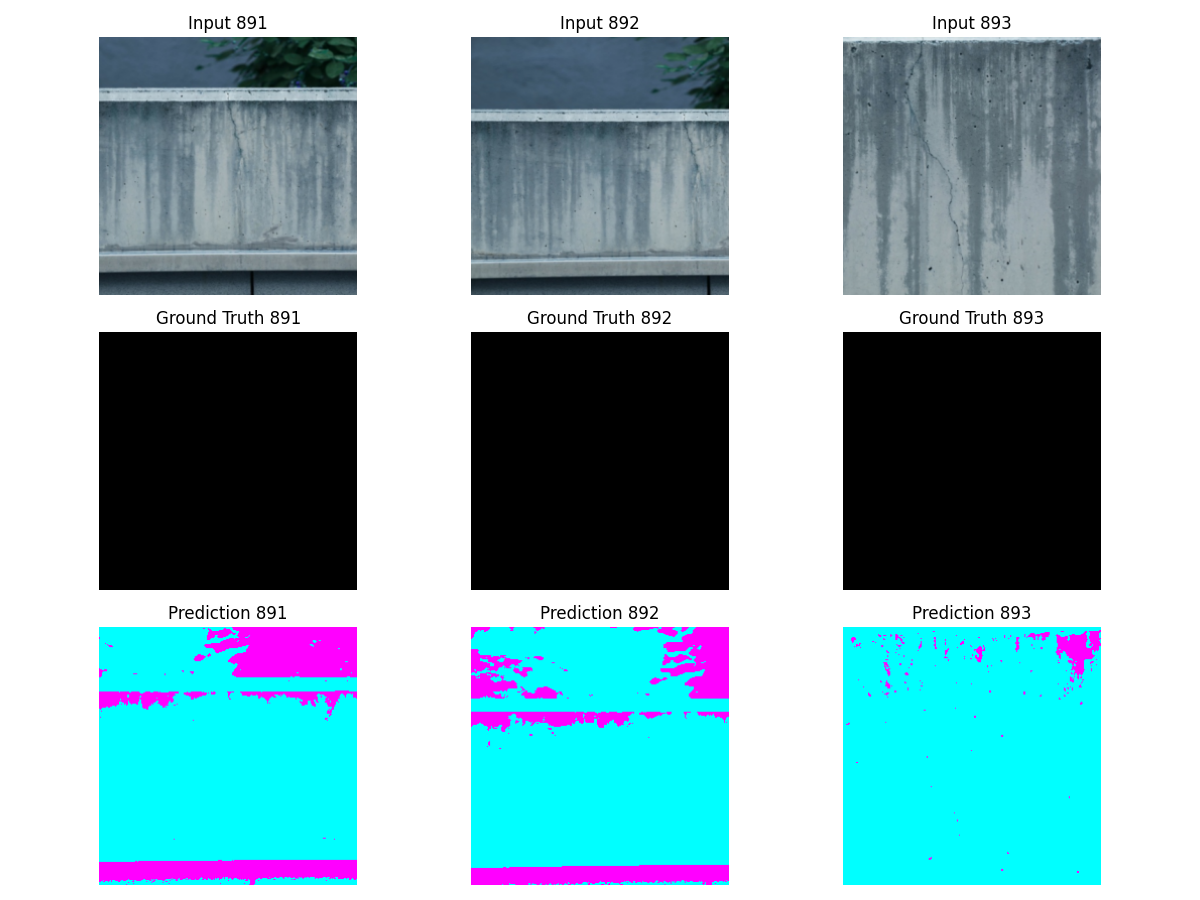 Input 891
Input 892
Input 893
Ground Truth 891
Ground Truth 892
Ground Truth 893
Prediction 891
Prediction 892
Prediction 893